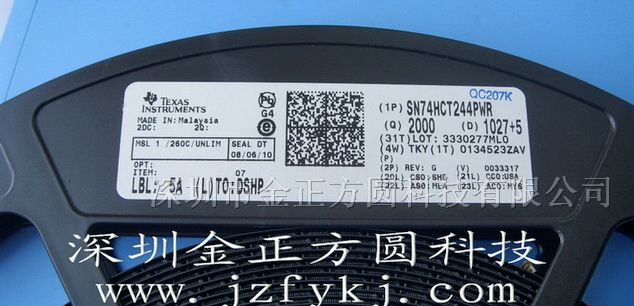 QC207K
TEXAS
INSTRUMENTS
Pb
G4
MADE IN: Malaysia
2DC: 2Q:
MSL 1 /260C/UNLIM
SEAL DT
08/06/10
OPT:
ITEM: 07
LBL: 5A (L)TO:DSHP
(1P) SN74HCT244PWR
(Q) 2000 (D) 1027+5
(31T)LOT: 3330277ML0
(4W) TKY(1T) 0134523ZAV
(P)
(2P) REV: G (V) 0033317
(20L) CSO:SHE (21L) CCO:USA
(22L) ASO:MLA (23L) ACO:MYS
深圳市金正方圆科技有限公司
深圳金正方圆科技
www.jzfykj.com